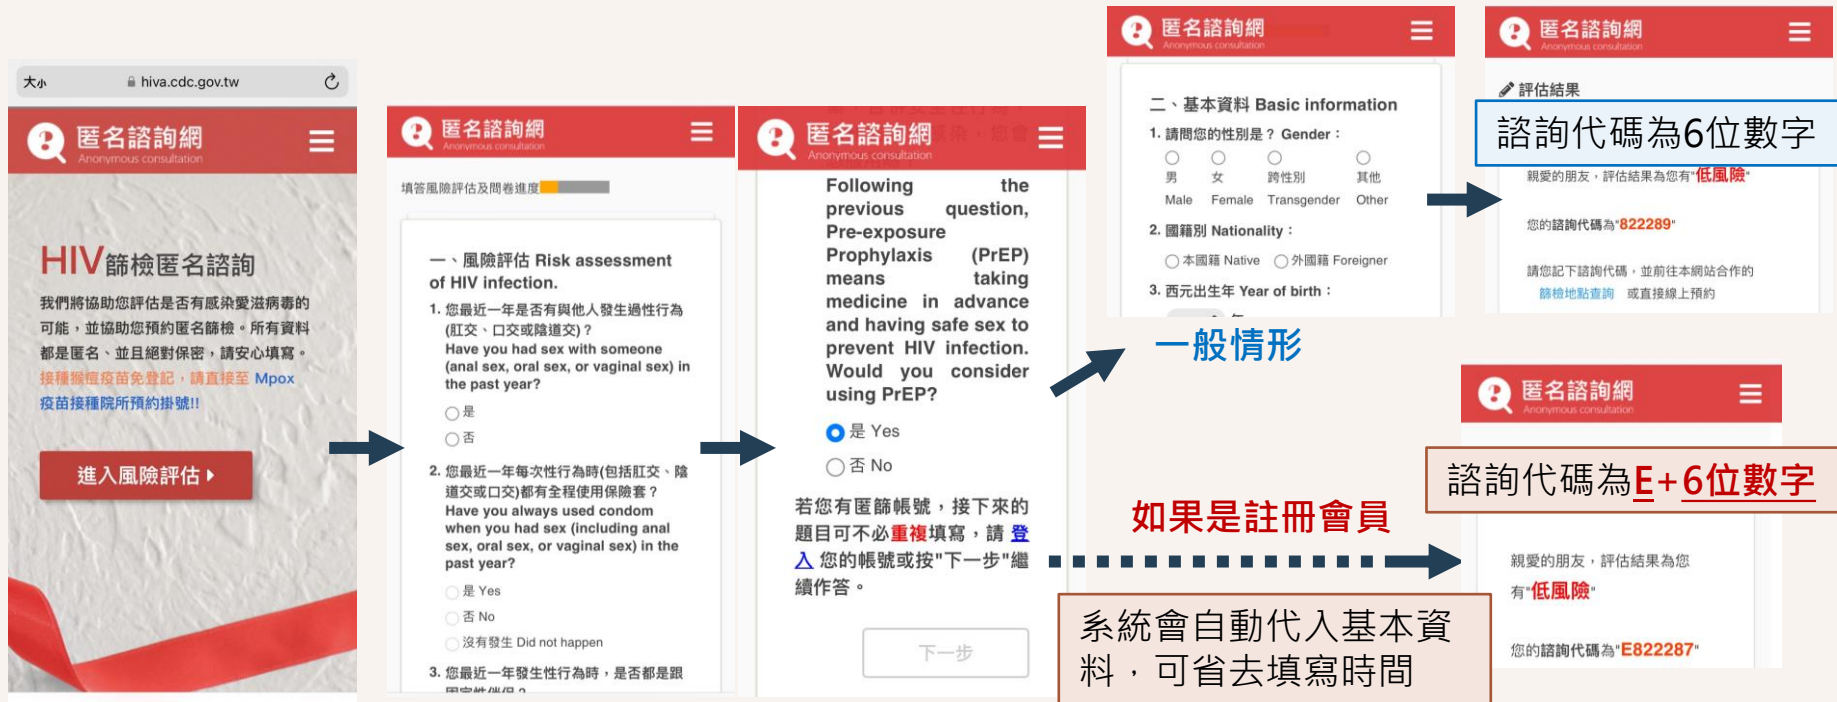 大小 hiva.cdc.gov.tw
匿名諮詢網
Anonymous consultation
HIV篩檢匿名諮詢
我們將協助您評估是否有感染愛滋病毒的
可能，並協助您預約匿名篩檢。所有資料
都是匿名、並且絕對保密，請安心填寫。
接種猴痘疫苗免登記，請直接至 Mpox
疫苗接種院所預約掛號!!
進入風險評估
匿名諮詢網
Anonymous consultation
填答風險評估及問卷進度
一、風險評估 Risk assessment
of HIV infection.
1. 您最近一年是否有與他人發生過性行為
(肛交、口交或陰道交)？
Have you had sex with someone
(anal sex, oral sex, or vaginal sex) in
the past year?
是
否
2. 您最近一年每次性行為時(包括肛交、陰
道交或口交)都有全程使用保險套？
Have you always used condom
when you had sex (including anal
sex, oral sex, or vaginal sex) in the
past year?
是 Yes
否 No
沒有發生 Did not happen
3. 您最近一年發生性行為時，是否都是跟
匿名諮詢網
Anonymous consultation
Following the
previous question,
Pre-exposure
Prophylaxis (PrEP)
means taking
medicine in advance
and having safe sex to
prevent HIV infection.
Would you consider
using PrEP?
是 Yes
否 No
若您有匿篩帳號，接下來的
題目可不必重複填寫，請 登
入 您的帳號或按"下一步"繼
續作答。
下一步
匿名諮詢網
Anonymous consultation
二、基本資料 Basic information
1. 請問您的性別是？ Gender：
男 女 跨性別 其他
Male Female Transgender Other
2. 國籍別 Nationality：
本國籍 Native 外國籍 Foreigner
3. 西元出生年 Year of birth：
一般情形
匿名諮詢網
Anonymous consultation
評估結果
諮詢代碼為6位數字
親愛的朋友，評估結果為您有"低風險"
您的諮詢代碼為"822289"
請您記下諮詢代碼，並前往本網站合作的
篩檢地點查詢 或直接線上預約
如果是註冊會員
系統會自動代入基本資
料，可省去填寫時間
匿名諮詢網
Anonymous consultation
諮詢代碼為E+6位數字
親愛的朋友，評估結果為您
有"低風險"
您的諮詢代碼為"E822287"